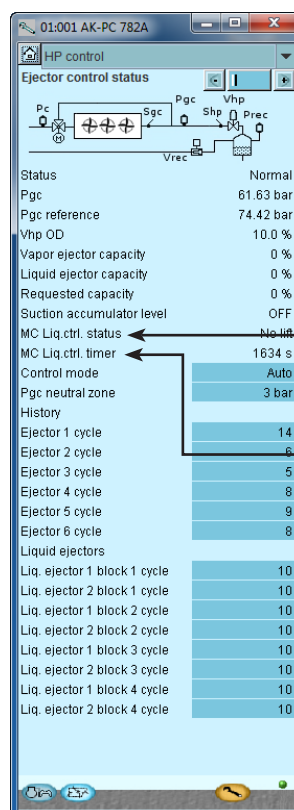 01:001 AK-PC 782A
HP control
Ejector control status
Pc
Sgc
Pgc
Shp
Vhp
Prec
M
Vrec
Status Normal
Pgc 61.63 bar
Pgc reference 74.42 bar
Vhp OD 10.0 %
Vapor ejector capacity 0 %
Liquid ejector capacity 0 %
Requested capacity 0 %
Suction accumulator level OFF
MC Liq.ctrl. status No lift
MC Liq.ctrl. timer 1634 s
Control mode Auto
Pgc neutral zone 3 bar
History
Ejector 1 cycle 14
Ejector 2 cycle 6
Ejector 3 cycle 5
Ejector 4 cycle 8
Ejector 5 cycle 9
Ejector 6 cycle 8
Liquid ejectors
Liq. ejector 1 block 1 cycle 10
Liq. ejector 2 block 1 cycle 10
Liq. ejector 1 block 2 cycle 10
Liq. ejector 2 block 2 cycle 10
Liq. ejector 1 block 3 cycle 10
Liq. ejector 2 block 3 cycle 10
Liq. ejector 1 block 4 cycle 10
Liq. ejector 2 block 4 cycle 10